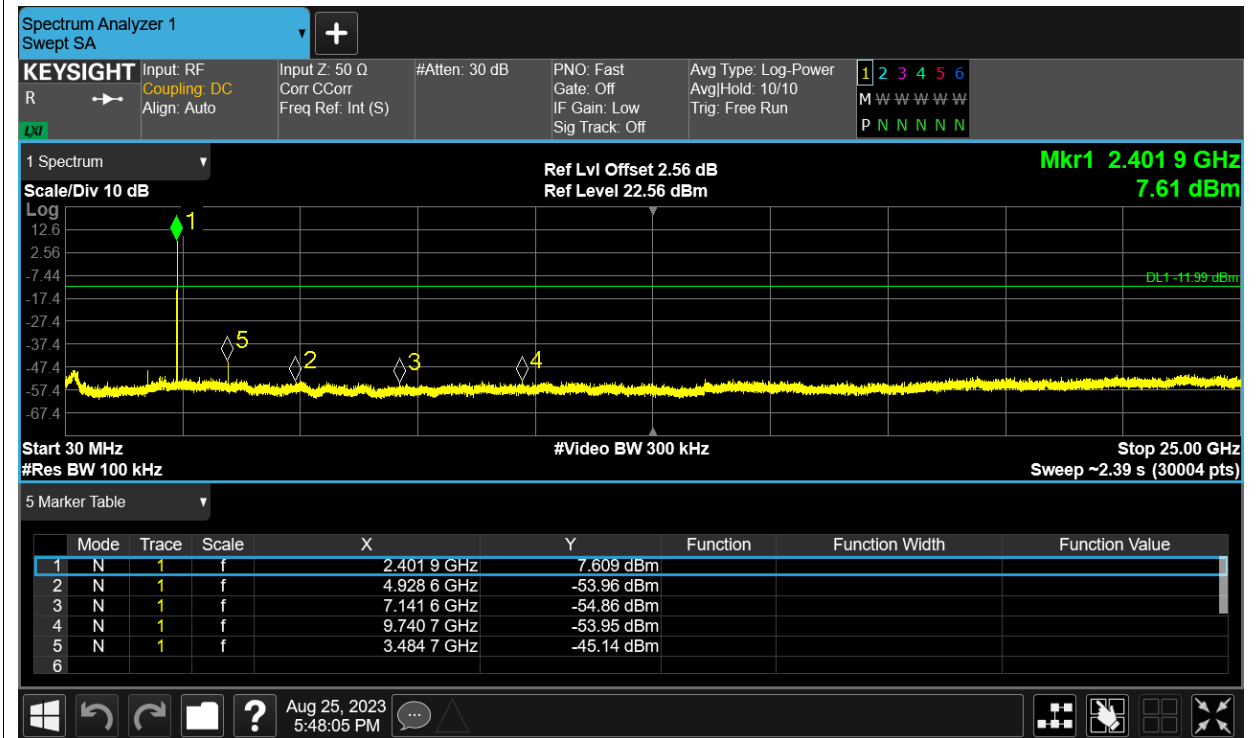 Spectrum Analyzer 1
Swept SA
KEYSIGHT
R
LXI
Input: RF
Coupling: DC
Align: Auto
Input Z: 50 Ω
Corr CCorr
Freq Ref: Int (S)
#Atten: 30 dB
PNO: Fast
Gate: Off
IF Gain: Low
Sig Track: Off
Avg Type: Log-Power
Avg|Hold: 10/10
Trig: Free Run
1 2 3 4 5 6
M W W W W W
P N N N N N
1 Spectrum
Scale/Div 10 dB
Ref Lvl Offset 2.56 dB
Ref Level 22.56 dBm
Mkr1 2.401 9 GHz
7.61 dBm
Log
12.6
2.56
-7.44
-17.4
-27.4
-37.4
-47.4
-57.4
-67.4
1
5
2
3
4
DL1 -11.99 dBm
Start 30 MHz
#Video BW 300 kHz
Stop 25.00 GHz
#Res BW 100 kHz
Sweep ~2.39 s (30004 pts)
5 Marker Table
Mode Trace Scale X Y Function Function Width Function Value
1 N 1 f 2.401 9 GHz 7.609 dBm
2 N 1 f 4.928 6 GHz -53.96 dBm
3 N 1 f 7.141 6 GHz -54.86 dBm
4 N 1 f 9.740 7 GHz -53.95 dBm
5 N 1 f 3.484 7 GHz -45.14 dBm
6
?
Aug 25, 2023
5:48:05 PM